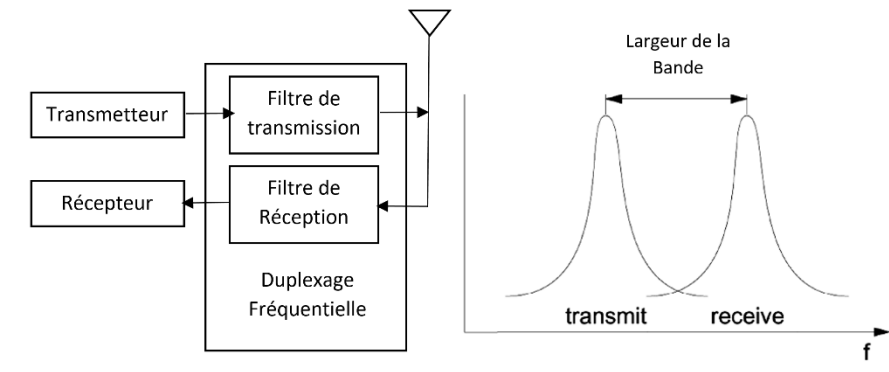 Transmetteur
Filtre de
transmission
Récepteur
Filtre de
Réception
Duplexage
Fréquentielle
Largeur de la
Bande
transmit
receive
f